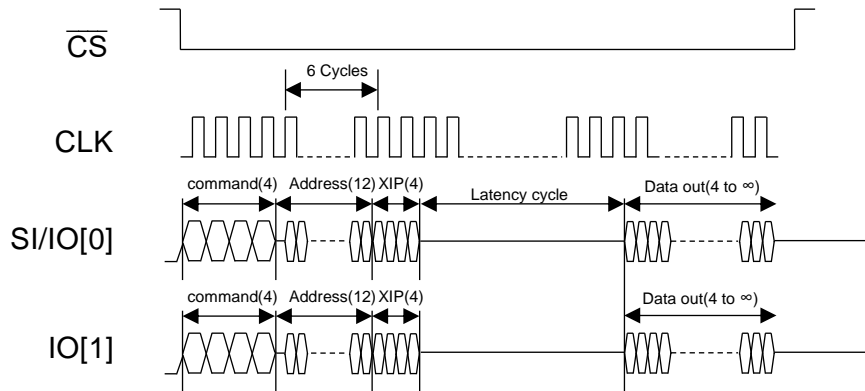 CS
6 Cycles
CLK
command(4) Address(12) XIP(4) Latency cycle Data out(4 to ∞)
SI/IO[0]
command(4) Address(12) XIP(4) Data out(4 to ∞)
IO[1]